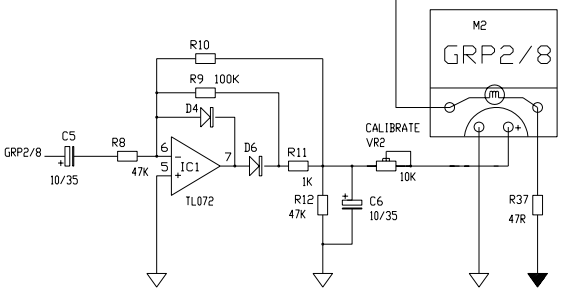 M2
GRP2/8
R10
R9 100K
D4
C5
GRP2/8
+
10/35
R8
47K
6
-
5
+
IC1
7
TL072
D6
R11
1K
CALIBRATE
VR2
10K
+
R12
47K
+
C6
10/35
R37
47R